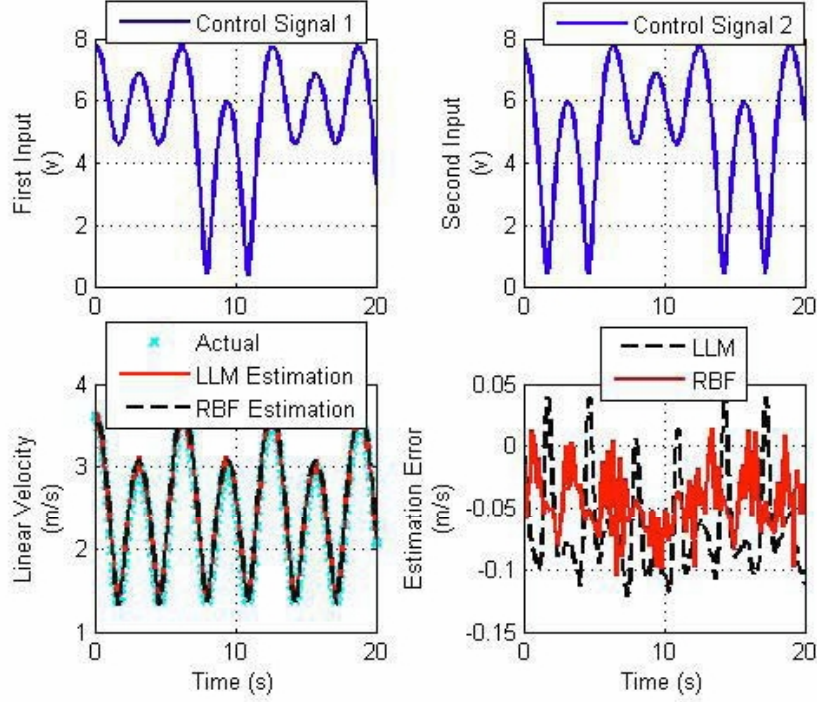 Control Signal 1
8
6
4
2
0
First Input
(v)
0
10
20
Control Signal 2
8
6
4
2
0
Second Input
(v)
0
10
20
Actual
LLM Estimation
RBF Estimation
4
3
2
1
Linear Velocity
(m/s)
0
10
20
Time (s)
LLM
RBF
0.05
0
-0.05
-0.1
-0.15
Estimation Error
(m/s)
0
10
20
Time (s)